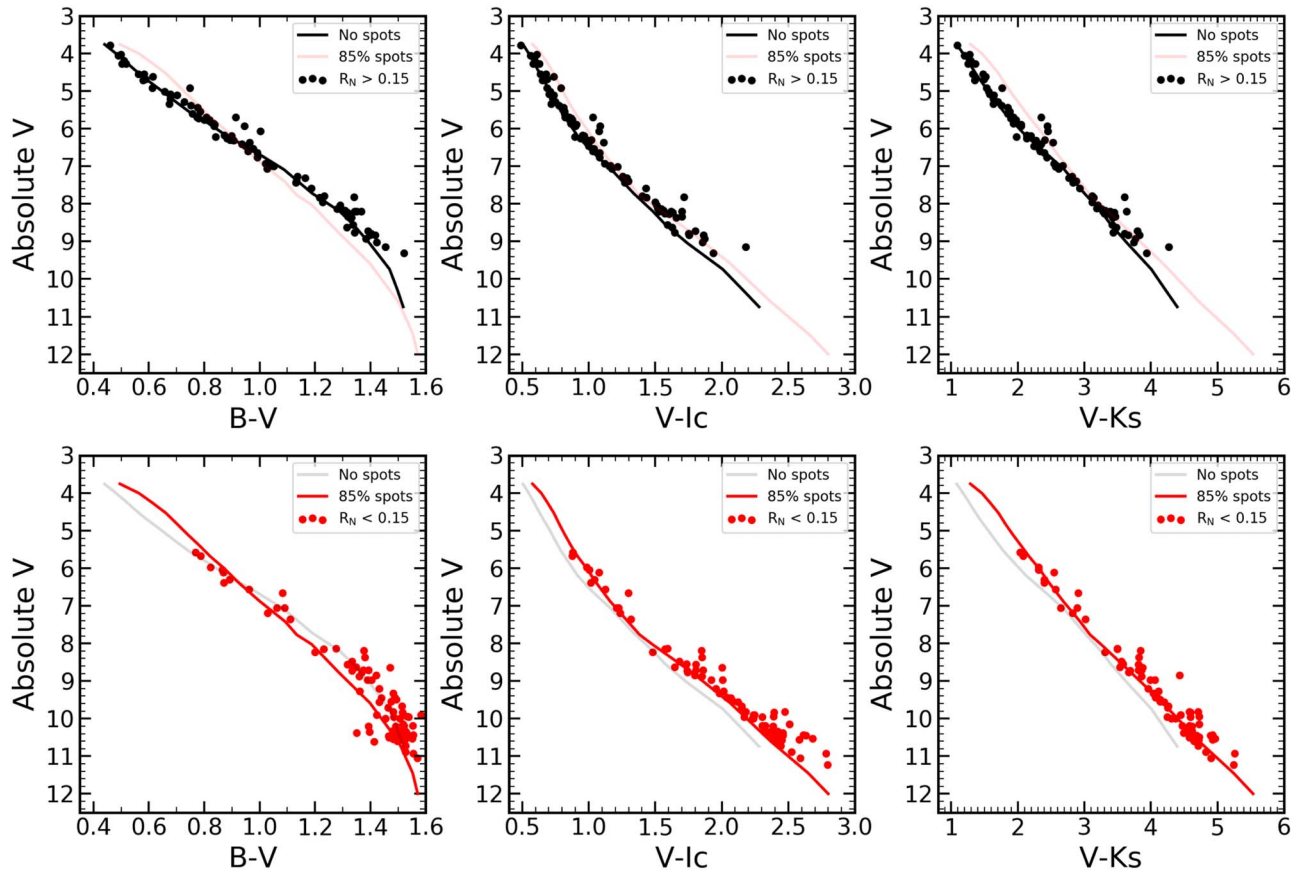 No spots
85% spots
R_N > 0.15
3
4
5
6
7
8
9
10
11
12
Absolute V
0.4 0.6 0.8 1.0 1.2 1.4 1.6
B-V
No spots
85% spots
R_N > 0.15
3
4
5
6
7
8
9
10
11
12
Absolute V
0.5 1.0 1.5 2.0 2.5 3.0
V-Ic
No spots
85% spots
R_N > 0.15
3
4
5
6
7
8
9
10
11
12
Absolute V
1 2 3 4 5 6
V-Ks
No spots
85% spots
R_N < 0.15
3
4
5
6
7
8
9
10
11
12
Absolute V
0.4 0.6 0.8 1.0 1.2 1.4 1.6
B-V
No spots
85% spots
R_N < 0.15
3
4
5
6
7
8
9
10
11
12
Absolute V
0.5 1.0 1.5 2.0 2.5 3.0
V-Ic
No spots
85% spots
R_N < 0.15
3
4
5
6
7
8
9
10
11
12
Absolute V
1 2 3 4 5 6
V-Ks